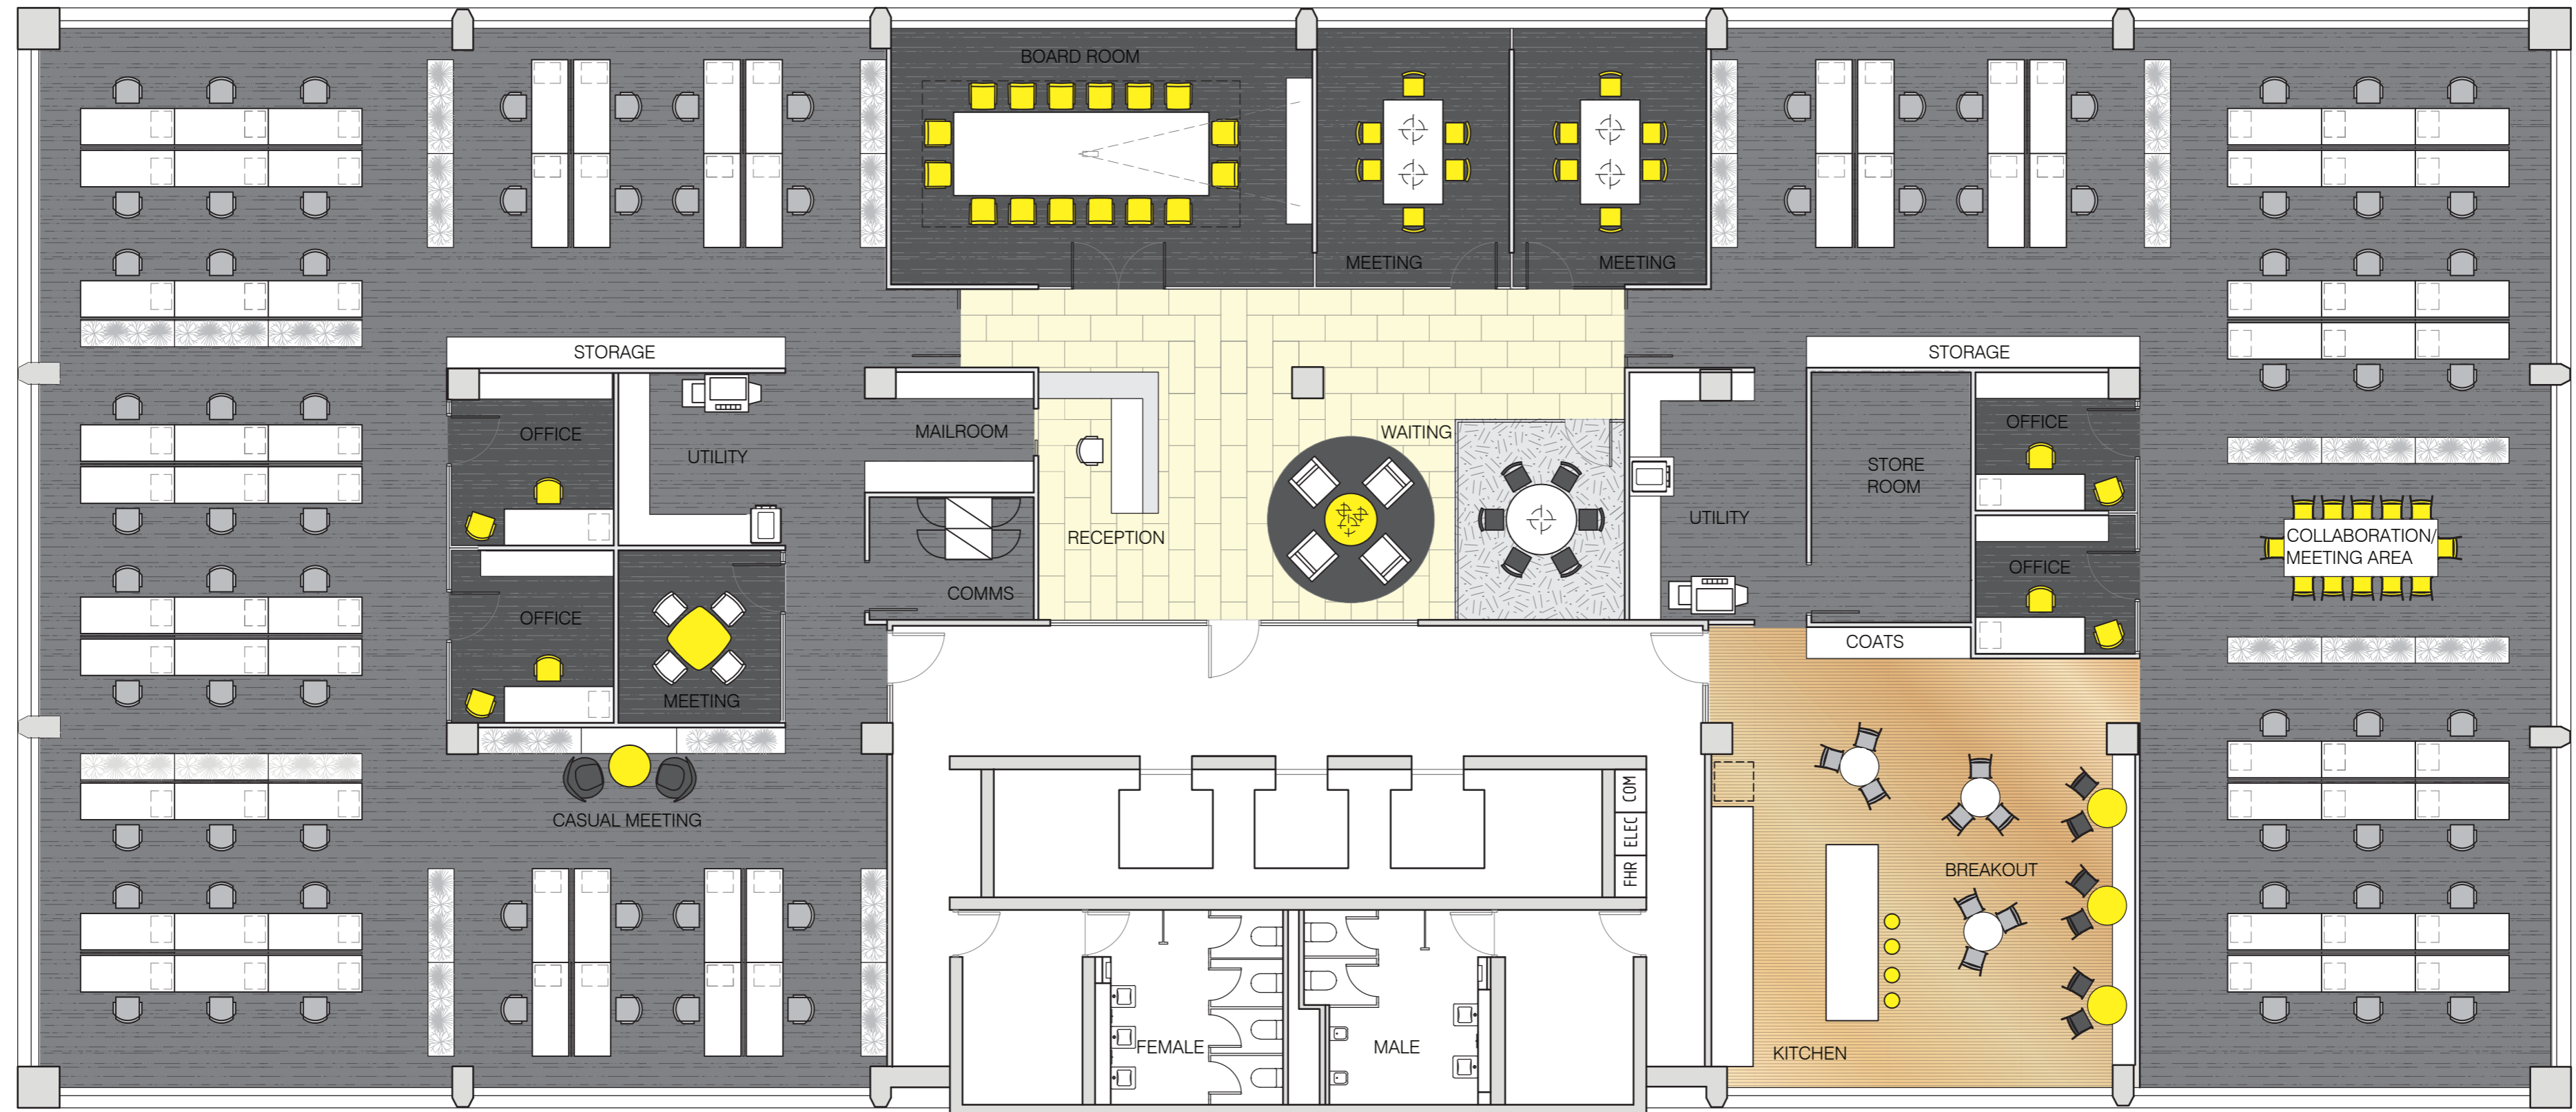 BOARD ROOM
MEETING
MEETING
STORAGE
STORAGE
OFFICE
UTILITY
MAILROOM
WAITING
OFFICE
STORE
ROOM
UTILITY
RECEPTION
COLLABORATION/
MEETING AREA
OFFICE
COMMS
OFFICE
COATS
MEETING
CASUAL MEETING
COM
ELEC
FHR
BREAKOUT
FEMALE
MALE
KITCHEN